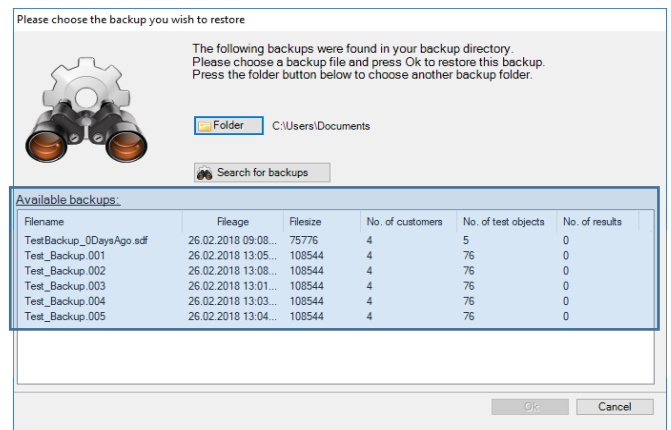 Please choose the backup you wish to restore
The following backups were found in your backup directory.
Please choose a backup file and press Ok to restore this backup.
Press the folder button below to choose another backup folder.
Folder C:\Users\Documents
Search for backups
Available backups:
Filename Fileage Filesize No. of customers No. of test objects No. of results
TestBackup_0DaysAgo.sdf 26.02.2018 09:08... 75776 4 5 0
Test_Backup.001 26.02.2018 13:05... 108544 4 76 0
Test_Backup.002 26.02.2018 13:08... 108544 4 76 0
Test_Backup.003 26.02.2018 13:01... 108544 4 76 0
Test_Backup.004 26.02.2018 13:03... 108544 4 76 0
Test_Backup.005 26.02.2018 13:04... 108544 4 76 0
Ok Cancel